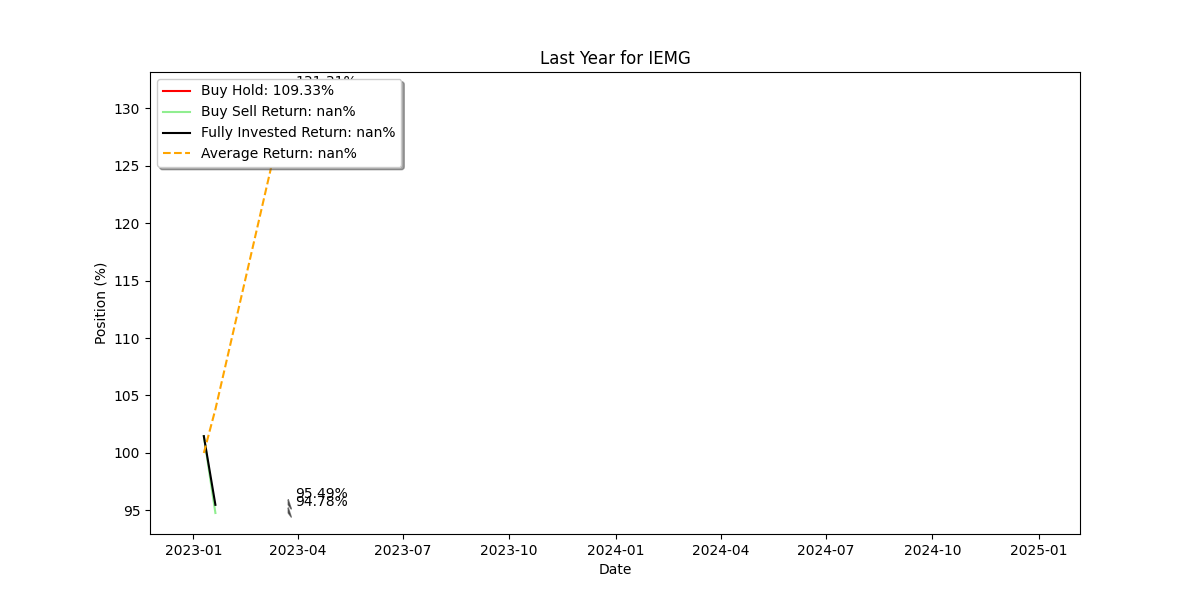 Last Year for IEMG
Buy Hold: 109.33%
Buy Sell Return: nan%
Fully Invested Return: nan%
Average Return: nan%
130
125
120
115
110
105
100
95
Position (%)
95.49%
94.78%
2023-01
2023-04
2023-07
2023-10
2024-01
2024-04
2024-07
2024-10
2025-01
Date